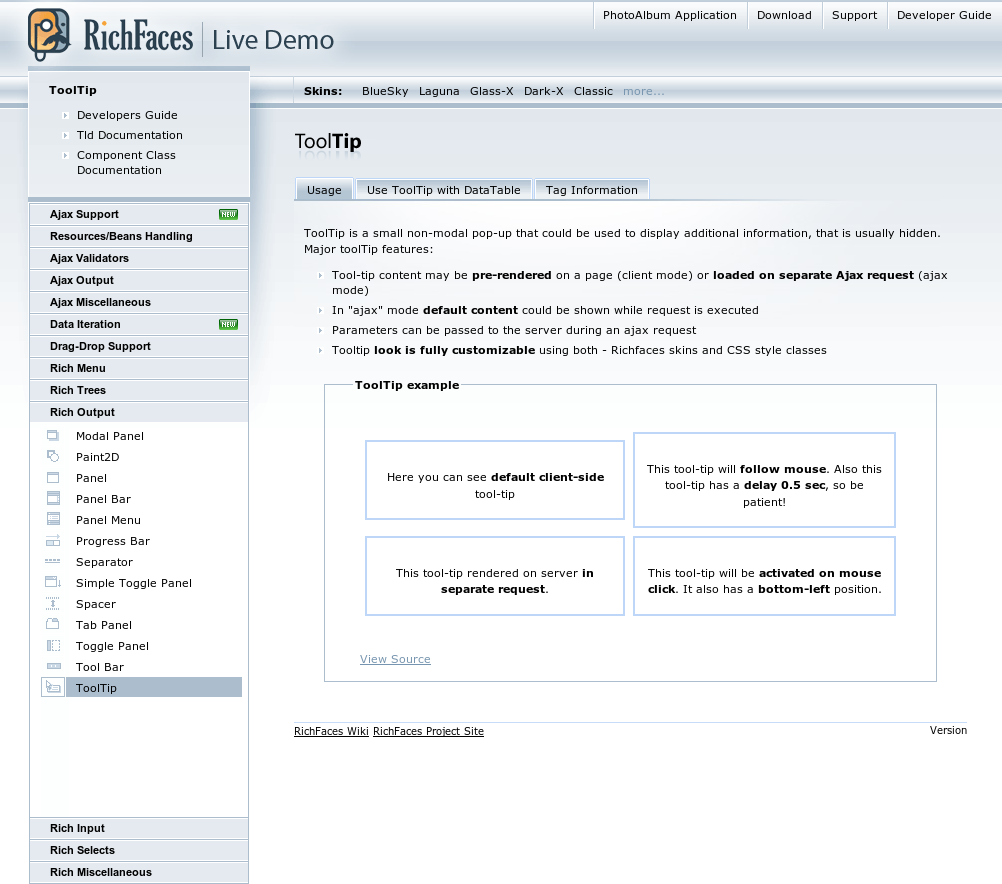 PhotoAlbum Application Download Support Developer Guide
RichFaces Live Demo
Skins: BlueSky Laguna Glass-X Dark-X Classic more...
ToolTip
Developers Guide
Tld Documentation
Component Class
Documentation
Ajax Support NEW
Resources/Beans Handling
Ajax Validators
Ajax Output
Ajax Miscellaneous
Data Iteration NEW
Drag-Drop Support
Rich Menu
Rich Trees
Rich Output
Modal Panel
Paint2D
Panel
Panel Bar
Panel Menu
Progress Bar
Separator
Simple Toggle Panel
Spacer
Tab Panel
Toggle Panel
Tool Bar
ToolTip
Rich Input
Rich Selects
Rich Miscellaneous
ToolTip
Usage Use ToolTip with DataTable Tag Information
ToolTip is a small non-modal pop-up that could be used to display additional information, that is usually hidden.
Major toolTip features:
Tool-tip content may be pre-rendered on a page (client mode) or loaded on separate Ajax request (ajax
mode)
In "ajax" mode default content could be shown while request is executed
Parameters can be passed to the server during an ajax request
Tooltip look is fully customizable using both - Richfaces skins and CSS style classes
ToolTip example
Here you can see default client-side
tool-tip
This tool-tip will follow mouse. Also this
tool-tip has a delay 0.5 sec, so be
patient!
This tool-tip rendered on server in
separate request.
This tool-tip will be activated on mouse
click. It also has a bottom-left position.
View Source
RichFaces Wiki RichFaces Project Site Version